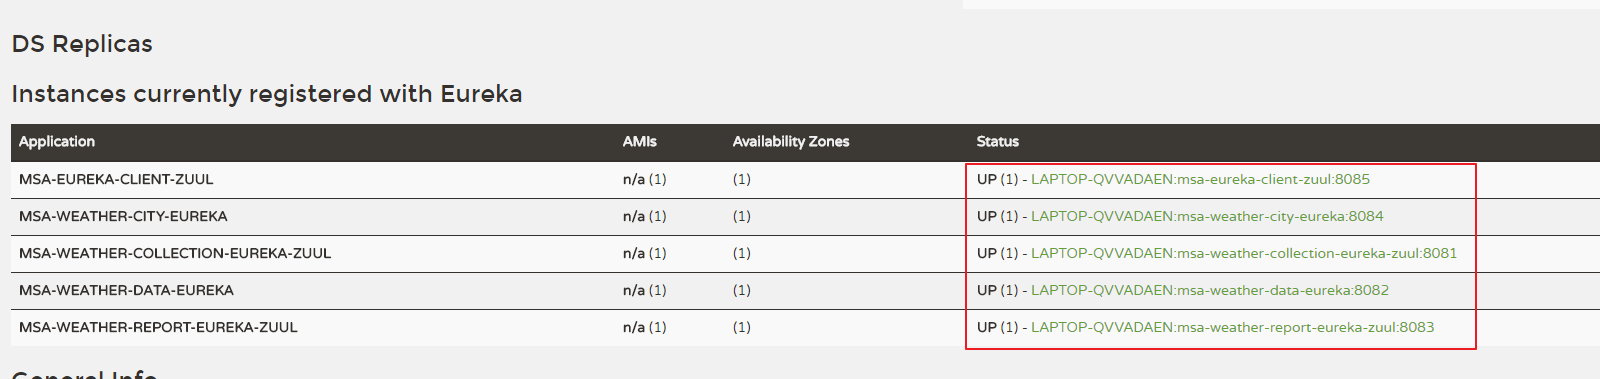 DS Replicas
Instances currently registered with Eureka
Application AMIs Availability Zones Status
MSA-EUREKA-CLIENT-ZUUL n/a (1) (1) UP (1) - LAPTOP-QVVADAEN:msa-eureka-client-zuul:8085
MSA-WEATHER-CITY-EUREKA n/a (1) (1) UP (1) - LAPTOP-QVVADAEN:msa-weather-city-eureka:8084
MSA-WEATHER-COLLECTION-EUREKA-ZUUL n/a (1) (1) UP (1) - LAPTOP-QVVADAEN:msa-weather-collection-eureka-zuul:8081
MSA-WEATHER-DATA-EUREKA n/a (1) (1) UP (1) - LAPTOP-QVVADAEN:msa-weather-data-eureka:8082
MSA-WEATHER-REPORT-EUREKA-ZUUL n/a (1) (1) UP (1) - LAPTOP-QVVADAEN:msa-weather-report-eureka-zuul:8083
General Info